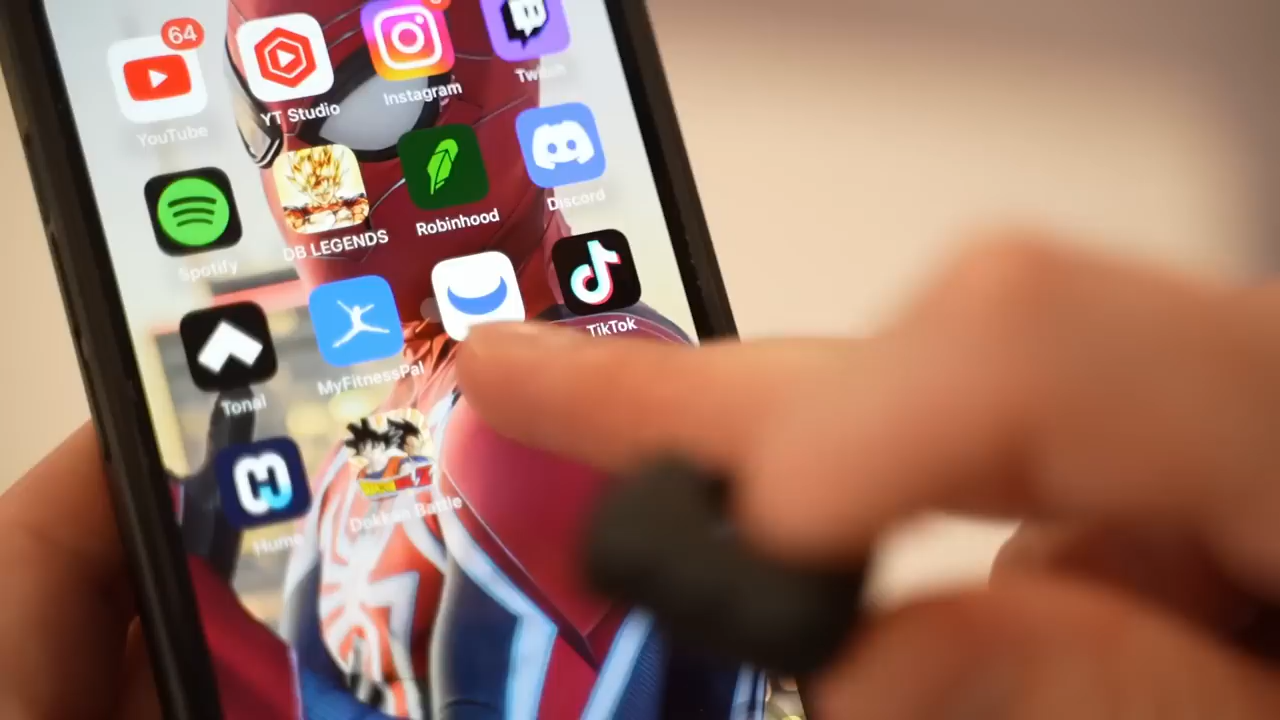 64
YouTube
YT Studio
Instagram
Twitch
Spotify
DB LEGENDS
Robinhood
Discord
Tonal
MyFitnessPal
TikTok
Hume
Dokkan Battle